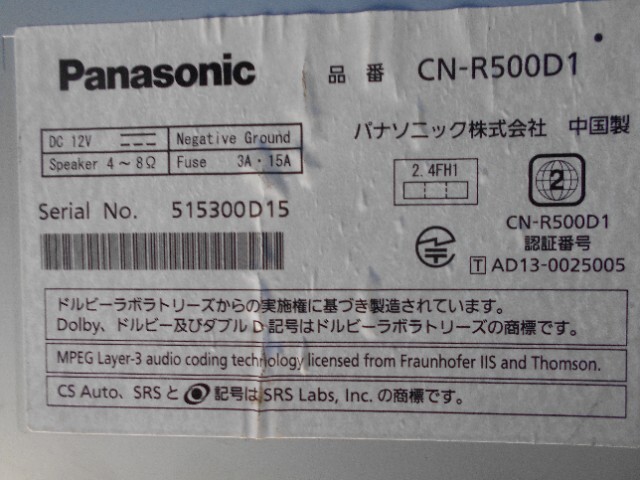 Panasonic 品番 CN-R500D1
パナソニック株式会社 中国製
DC 12V Negative Ground
Speaker 4～8Ω Fuse 3A・15A
2.4FH1
2
Serial No. 515300D15
CN-R500D1
認証番号
T AD13-0025005
ドルビーラボラトリーズからの実施権に基づき製造されています。
Dolby、ドルビー及びダブルD記号はドルビーラボラトリーズの商標です。
MPEG Layer-3 audio coding technology licensed from Fraunhofer IIS and Thomson.
CS Auto、SRSと 記号はSRS Labs, Inc. の商標です。